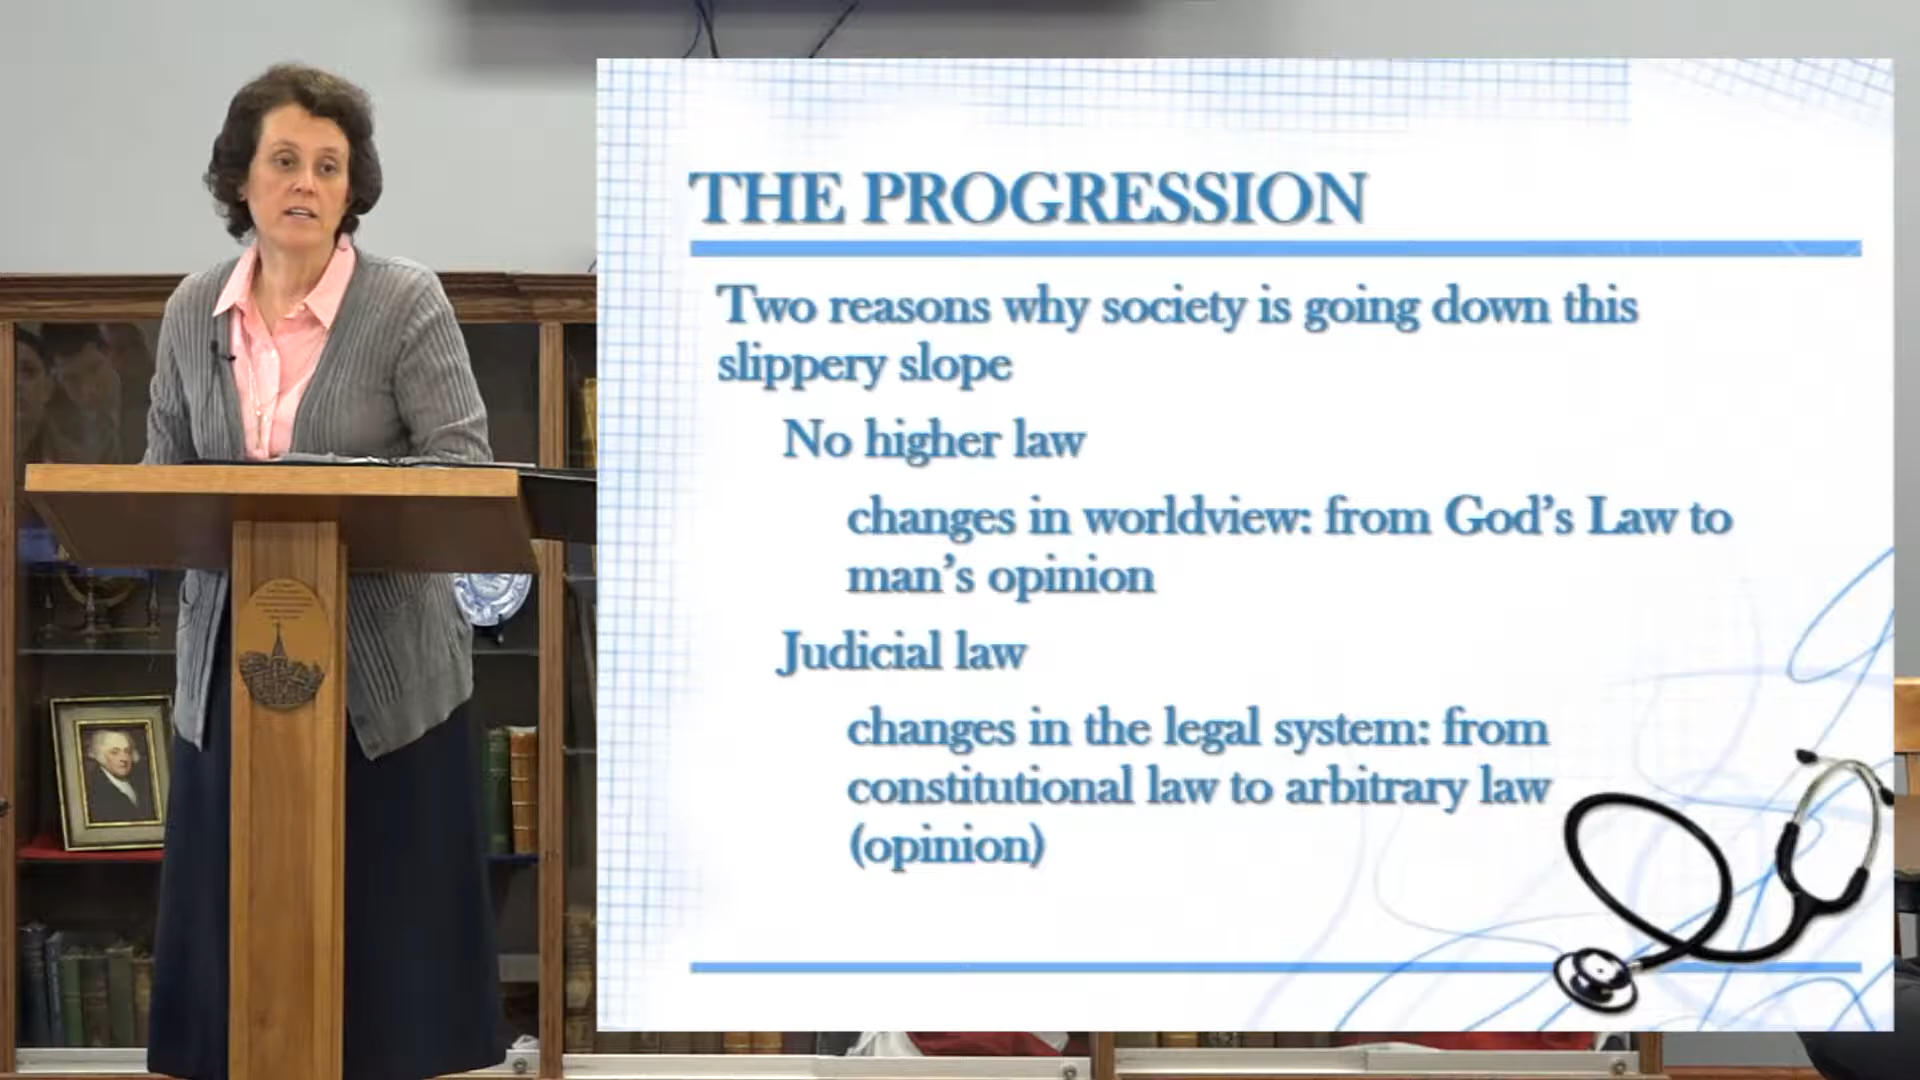 THE PROGRESSION
Two reasons why society is going down this
slippery slope
No higher law
changes in worldview: from God's Law to
man's opinion
Judicial law
changes in the legal system: from
constitutional law to arbitrary law
(opinion)